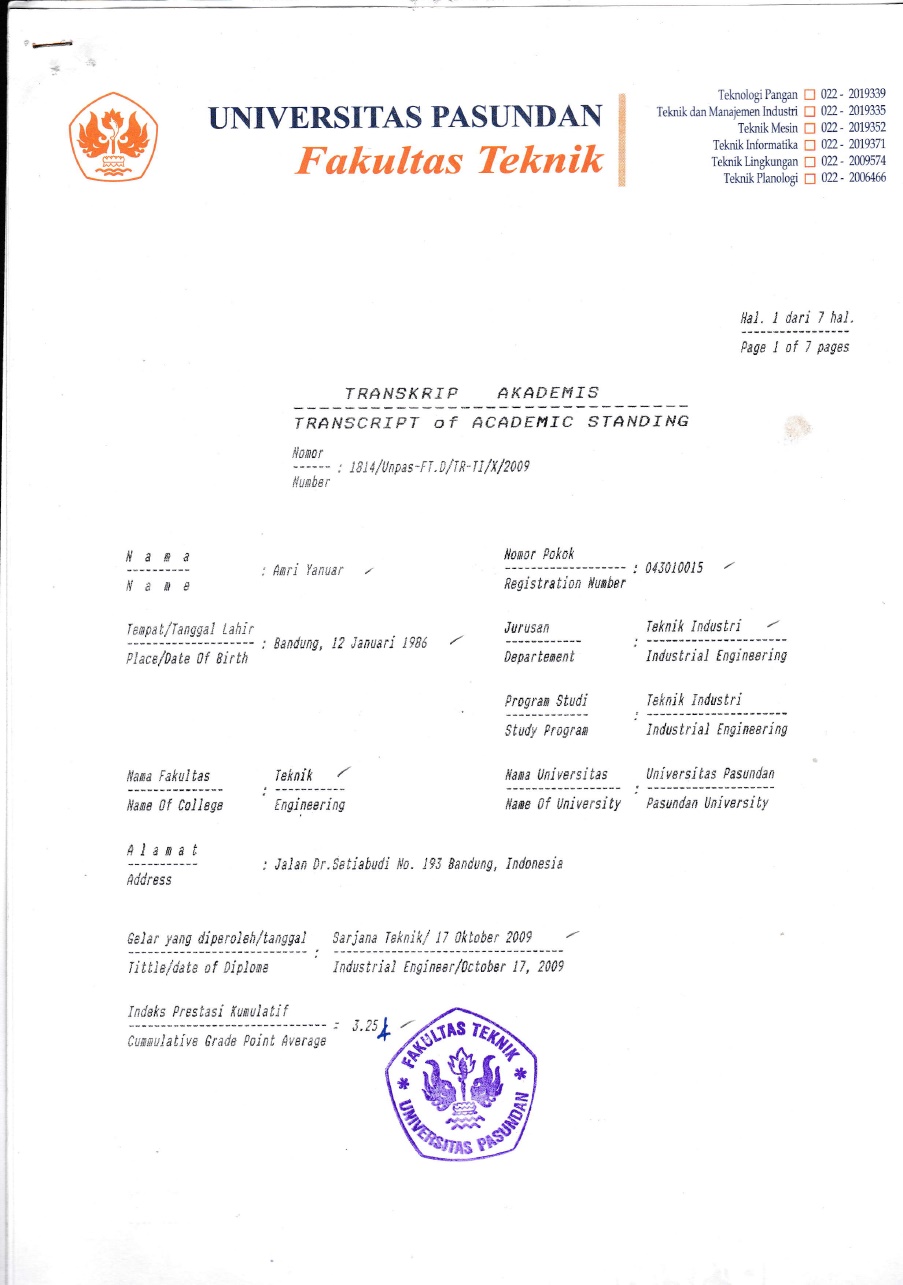 UNIVERSITAS PASUNDAN
Fakultas Teknik
Teknologi Pangan 022 - 2019339
Teknik dan Manajemen Industri 022 - 2019335
Teknik Mesin 022 - 2019352
Teknik Informatika 022 - 2019371
Teknik Lingkungan 022 - 2009574
Teknik Planologi 022 - 2006466
Hal. 1 dari 7 hal.
-----------------
Page 1 of 7 pages
TRANSKRIP AKADEMIS
--------------------------------
TRANSCRIPT of ACADEMIC STANDING
Nomor
------ : 1814/Unpas-FT.D/TR-TI/X/2009
Number
N a m a
---------- : Amri Yanuar
N a m e
Nomor Pokok
------------------ : 043010015
Registration Number
Tempat/Tanggal Lahir
------------------- : Bandung, 12 Januari 1986
Place/Date Of Birth
Jurusan Teknik Industri
------------ : --------------------
Departement Industrial Engineering
Program Studi Teknik Industri
------------- : --------------------
Study Program Industrial Engineering
Nama Fakultas Teknik
-------------- : ----------
Name Of College Engineering
Nama Universitas Universitas Pasundan
----------------- : ------------------
Name Of University Pasundan University
A l a m a t
----------- : Jalan Dr.Setiabudi No. 193 Bandung, Indonesia
Address
Gelar yang diperoleh/tanggal Sarjana Teknik/ 17 Oktober 2009
-------------------------- : ---------------------------------
Tittle/date of Diploma Industrial Engineer/October 17, 2009
Indeks Prestasi Kumulatif
---------------------------- = 3.25
Cummulative Grade Point Average
* FAKULTAS TEKNIK *
UNIVERSITAS PASUNDAN